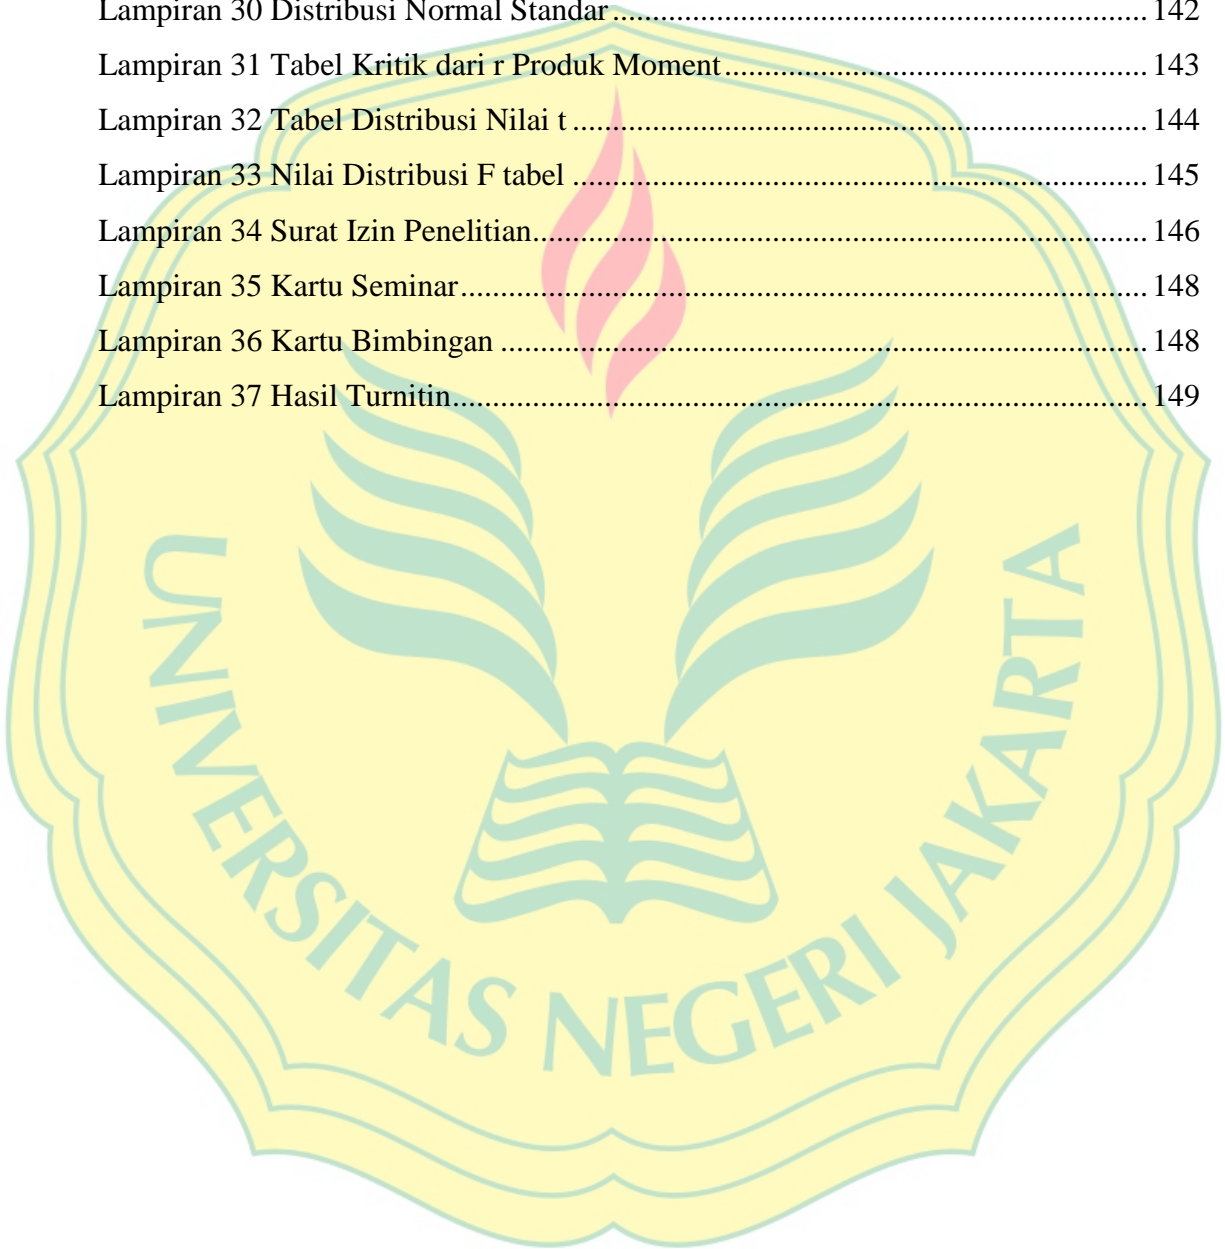 Lampiran 30 Distribusi Normal Standar.................................................................... 142
Lampiran 31 Tabel Kritik dari r Produk Moment...................................................... 143
Lampiran 32 Tabel Distribusi Nilai t ......................................................................... 144
Lampiran 33 Nilai Distribusi F tabel ......................................................................... 145
Lampiran 34 Surat Izin Penelitian.............................................................................. 146
Lampiran 35 Kartu Seminar....................................................................................... 148
Lampiran 36 Kartu Bimbingan .................................................................................. 148
Lampiran 37 Hasil Turnitin........................................................................................ 149
UNIVERSITAS NEGERI JAKARTA